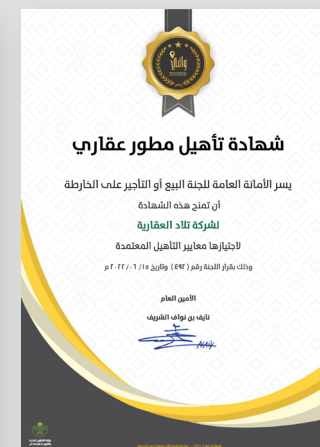 وافي
شهادة تأهيل مطور عقاري
يسر الأمانة العامة للجنة البيع أو التأجير على الخارطة
أن تمنح هذه الشهادة
لشركة تلاد العقارية
لاجتيازها معايير التأهيل المعتمدة
وذلك بقرار اللجنة رقم ( ٤٩٢ ) وتاريخ ١٥ /٠٦ /٢٠٢٢ م
الأمين العام
نايف بن نواف الشريف